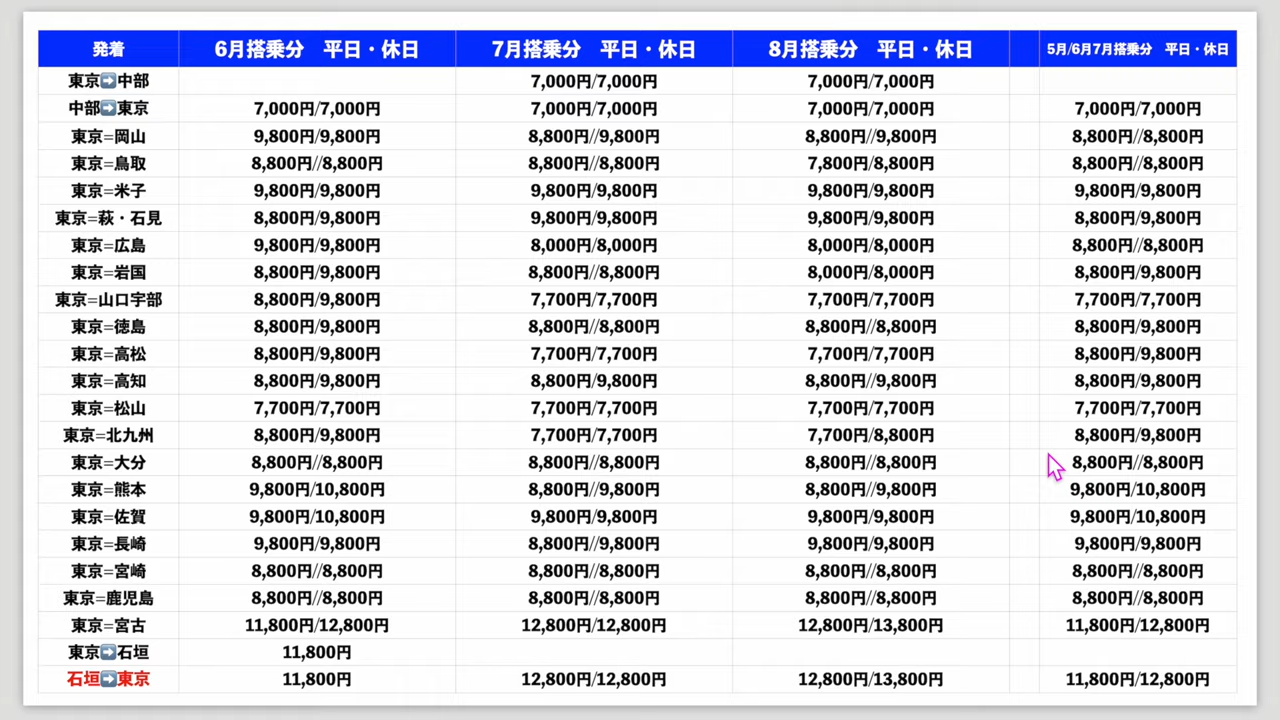 発着 6月搭乗分 平日・休日 7月搭乗分 平日・休日 8月搭乗分 平日・休日 5月/6月7月搭乗分 平日・休日
東京➡中部 7,000円/7,000円 7,000円/7,000円
中部➡東京 7,000円/7,000円 7,000円/7,000円 7,000円/7,000円 7,000円/7,000円
東京=岡山 9,800円/9,800円 8,800円//9,800円 8,800円//9,800円 8,800円//8,800円
東京=鳥取 8,800円//8,800円 8,800円//8,800円 7,800円/8,800円 8,800円//8,800円
東京=米子 9,800円/9,800円 9,800円/9,800円 9,800円/9,800円 9,800円/9,800円
東京=萩・石見 8,800円/9,800円 9,800円/9,800円 9,800円/9,800円 8,800円/9,800円
東京=広島 9,800円/9,800円 8,000円/8,000円 8,000円/8,000円 8,800円//8,800円
東京=岩国 8,800円/9,800円 8,800円//8,800円 8,000円/8,000円 8,800円/9,800円
東京=山口宇部 8,800円/9,800円 7,700円/7,700円 7,700円/7,700円 7,700円/7,700円
東京=徳島 8,800円/9,800円 8,800円//8,800円 8,800円//8,800円 8,800円/9,800円
東京=高松 8,800円/9,800円 7,700円/7,700円 7,700円/7,700円 8,800円/9,800円
東京=高知 8,800円/9,800円 8,800円/9,800円 8,800円//9,800円 8,800円/9,800円
東京=松山 7,700円/7,700円 7,700円/7,700円 7,700円/7,700円 7,700円/7,700円
東京=北九州 8,800円/9,800円 7,700円/7,700円 7,700円/8,800円 8,800円/9,800円
東京=大分 8,800円//8,800円 8,800円//8,800円 8,800円//8,800円 8,800円//8,800円
東京=熊本 9,800円/10,800円 8,800円//9,800円 8,800円//9,800円 9,800円/10,800円
東京=佐賀 9,800円/10,800円 9,800円/9,800円 9,800円/9,800円 9,800円/10,800円
東京=長崎 9,800円/9,800円 8,800円//9,800円 9,800円/9,800円 9,800円/9,800円
東京=宮崎 8,800円//8,800円 8,800円//8,800円 8,800円//8,800円 8,800円//8,800円
東京=鹿児島 8,800円//8,800円 8,800円//8,800円 8,800円//8,800円 8,800円//8,800円
東京=宮古 11,800円/12,800円 12,800円/12,800円 12,800円/13,800円 11,800円/12,800円
東京➡石垣 11,800円
石垣➡東京 11,800円 12,800円/12,800円 12,800円/13,800円 11,800円/12,800円